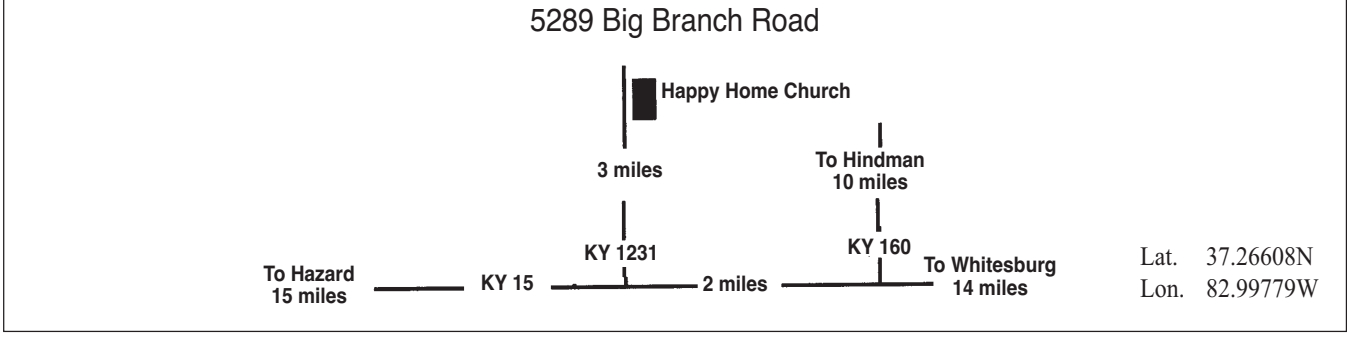 5289 Big Branch Road
Happy Home Church
3 miles
To Hindman
10 miles
KY 1231
KY 160
To Hazard
15 miles
KY 15
2 miles
To Whitesburg
14 miles
Lat. 37.26608N
Lon. 82.99779W